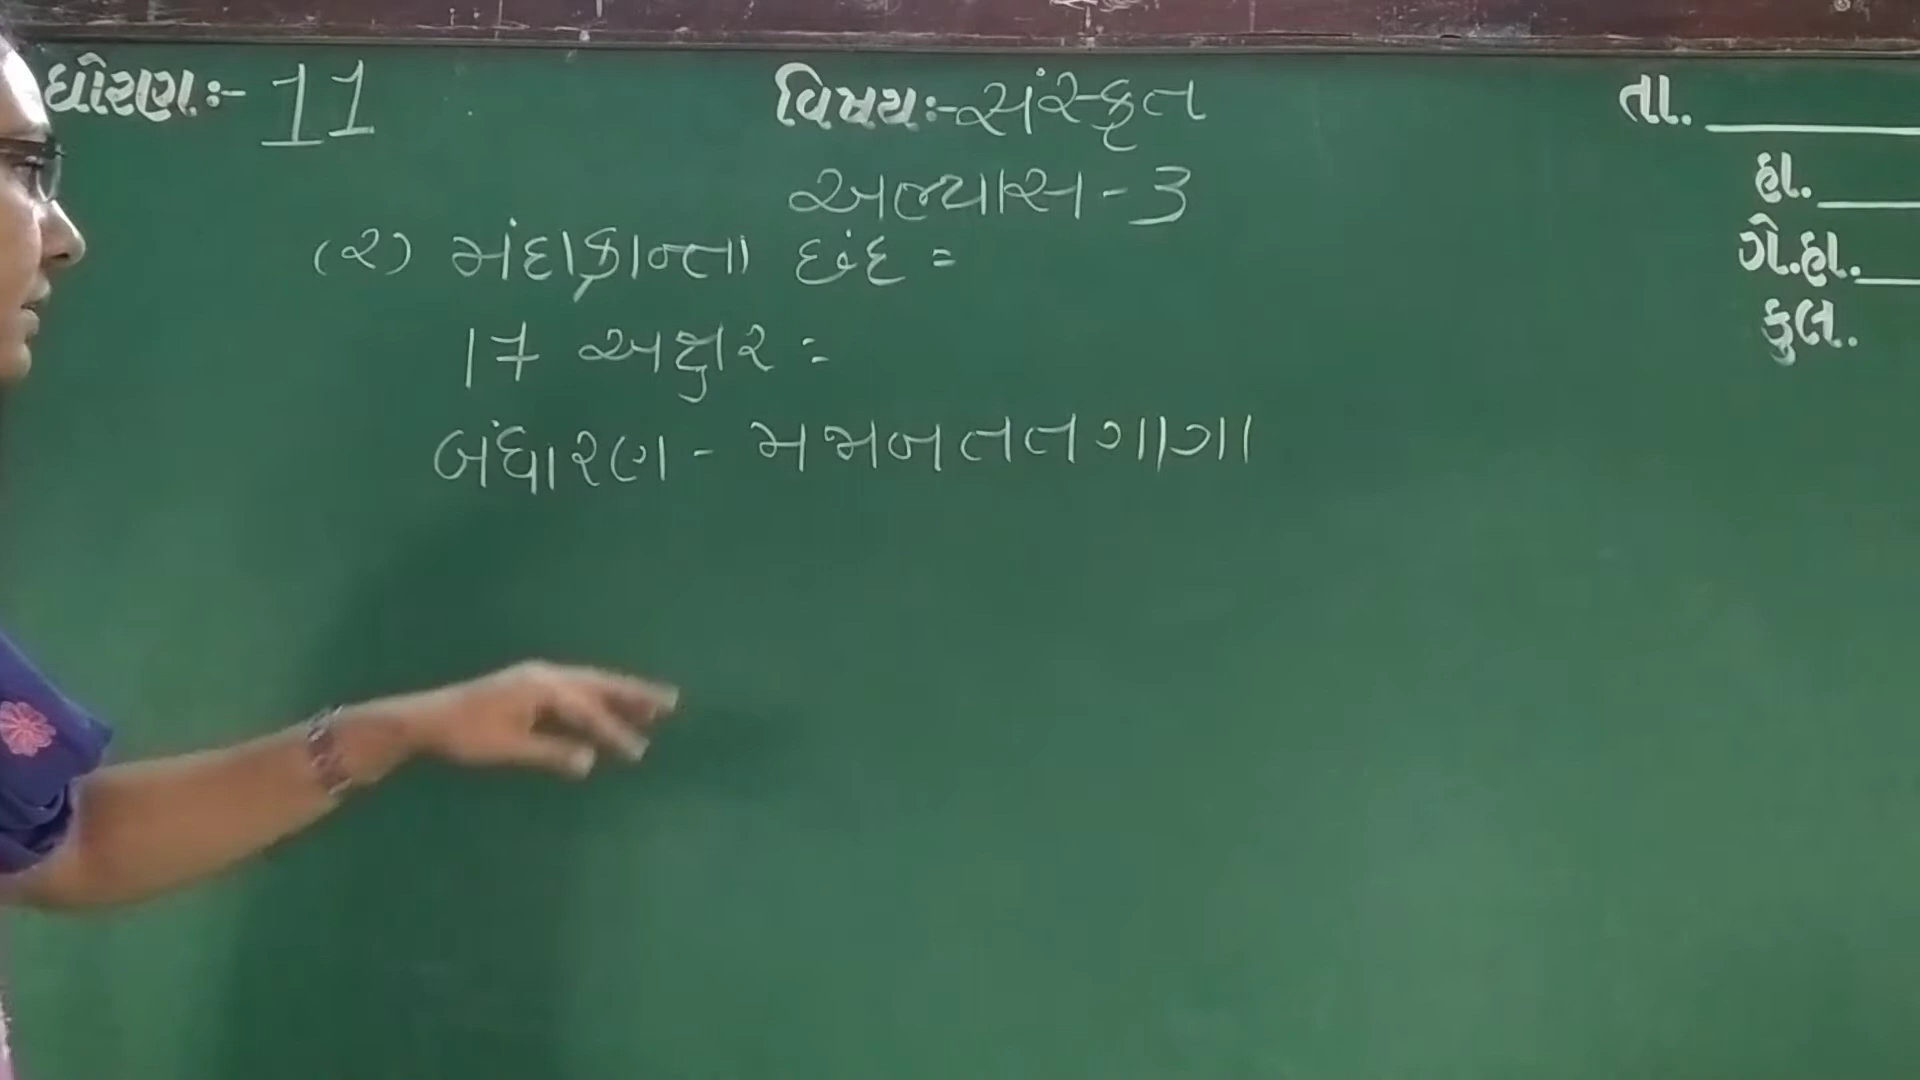 ધોરણ:- 11
વિષય:- સંસ્કૃત
અભ્યાસ - 3
(૨) મંદાક્રાન્તા છંદ =
17 અક્ષર =
બંધારણ - મભનતતગાગા
તા.
હા.
ગે.હા.
કુલ.